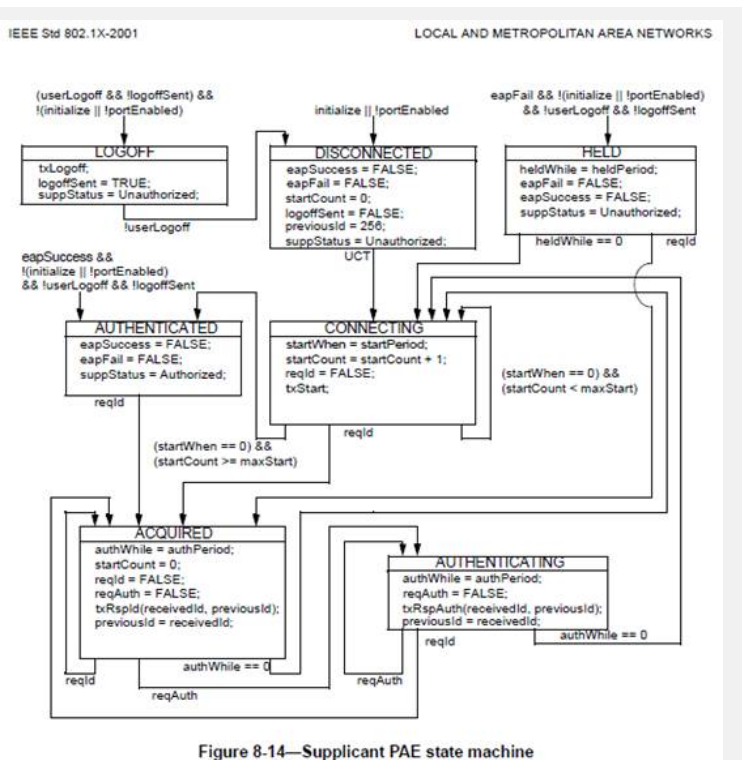 IEEE Std 802.1X-2001
LOCAL AND METROPOLITAN AREA NETWORKS
(userLogoff && !logoffSent) &&
!(initialize || !portEnabled)
initialize || !portEnabled
eapFail && !(initialize || !portEnabled)
&& !userLogoff && !logoffSent
LOGOFF
txLogoff;
logoffSent = TRUE;
suppStatus = Unauthorized;
!userLogoff
DISCONNECTED
eapSuccess = FALSE;
eapFail = FALSE;
startCount = 0;
logoffSent = FALSE;
previousId = 256;
suppStatus = Unauthorized;
UCT
HELD
heldWhile = heldPeriod;
eapFail = FALSE;
eapSuccess = FALSE;
suppStatus = Unauthorized;
heldWhile == 0
reqId
eapSuccess &&
!(initialize || !portEnabled)
&& !userLogoff && !logoffSent
AUTHENTICATED
eapSuccess = FALSE;
eapFail = FALSE;
suppStatus = Authorized;
reqId
CONNECTING
startWhen = startPeriod;
startCount = startCount + 1;
reqId = FALSE;
txStart;
reqId
(startWhen == 0) &&
(startCount < maxStart)
(startWhen == 0) &&
(startCount >= maxStart)
ACQUIRED
authWhile = authPeriod;
startCount = 0;
reqId = FALSE;
reqAuth = FALSE;
txRspId(receivedId, previousId);
previousId = receivedId;
authWhile == 0
reqId
reqAuth
AUTHENTICATING
authWhile = authPeriod;
reqAuth = FALSE;
txRspAuth(receivedId, previousId);
previousId = receivedId;
reqId
authWhile == 0
reqAuth
Figure 8-14—Supplicant PAE state machine